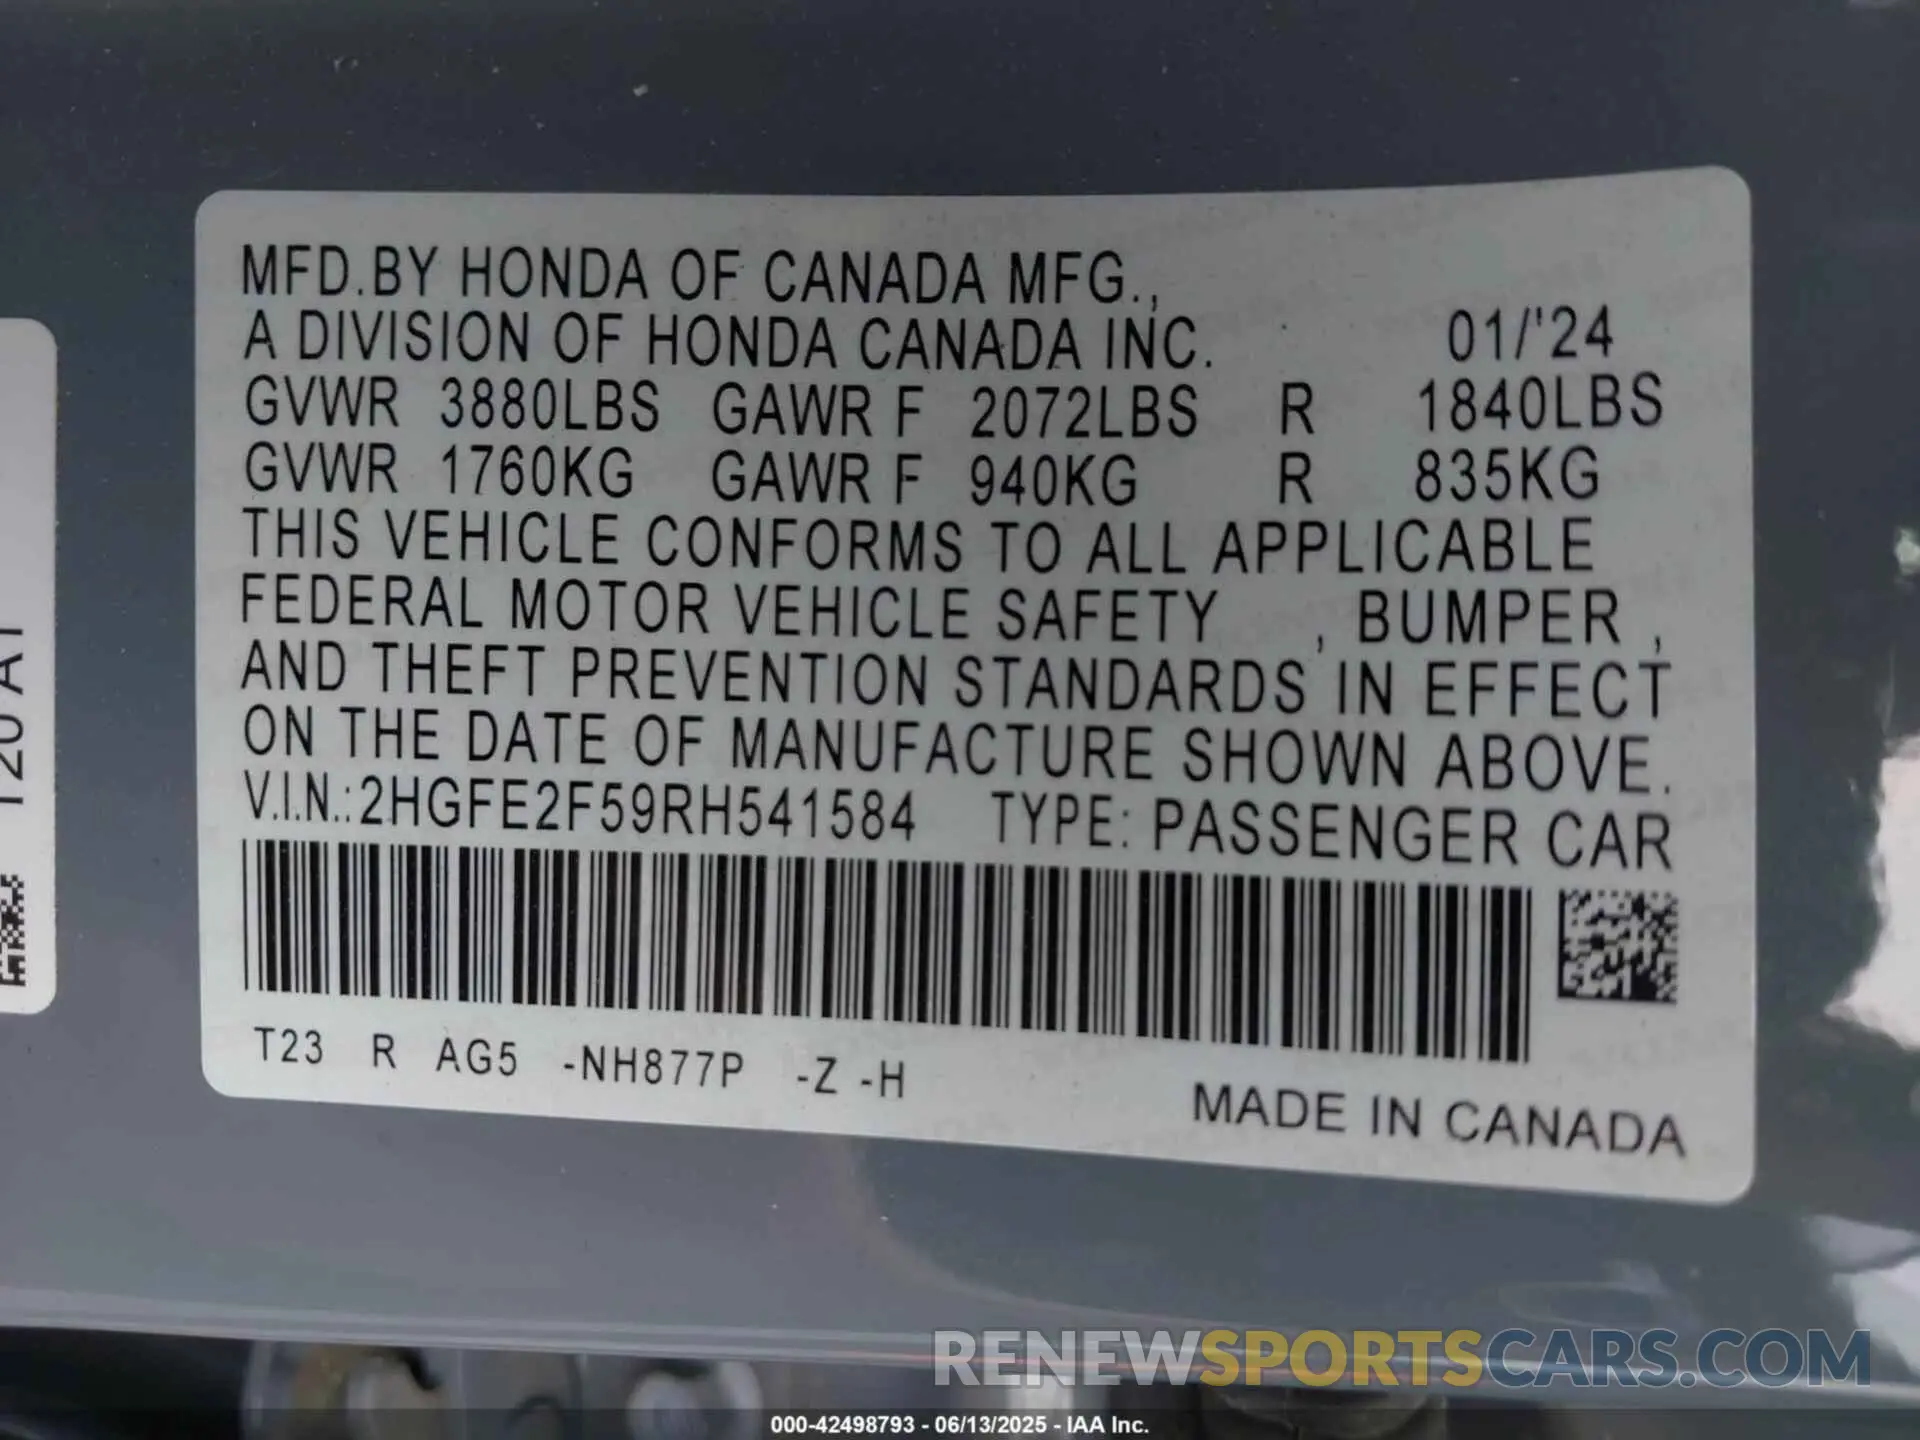 MFD.BY HONDA OF CANADA MFG.,
A DIVISION OF HONDA CANADA INC. 01/'24
GVWR 3880LBS GAWR F 2072LBS R 1840LBS
GVWR 1760KG GAWR F 940KG R 835KG
THIS VEHICLE CONFORMS TO ALL APPLICABLE
FEDERAL MOTOR VEHICLE SAFETY , BUMPER ,
AND THEFT PREVENTION STANDARDS IN EFFECT
ON THE DATE OF MANUFACTURE SHOWN ABOVE.
V.I.N.:2HGFE2F59RH541584 TYPE: PASSENGER CAR
T23 R AG5 -NH877P -Z -H
MADE IN CANADA
RENEWSPORTSCARS.COM
000-42498793 - 06/13/2025 - IAA Inc.